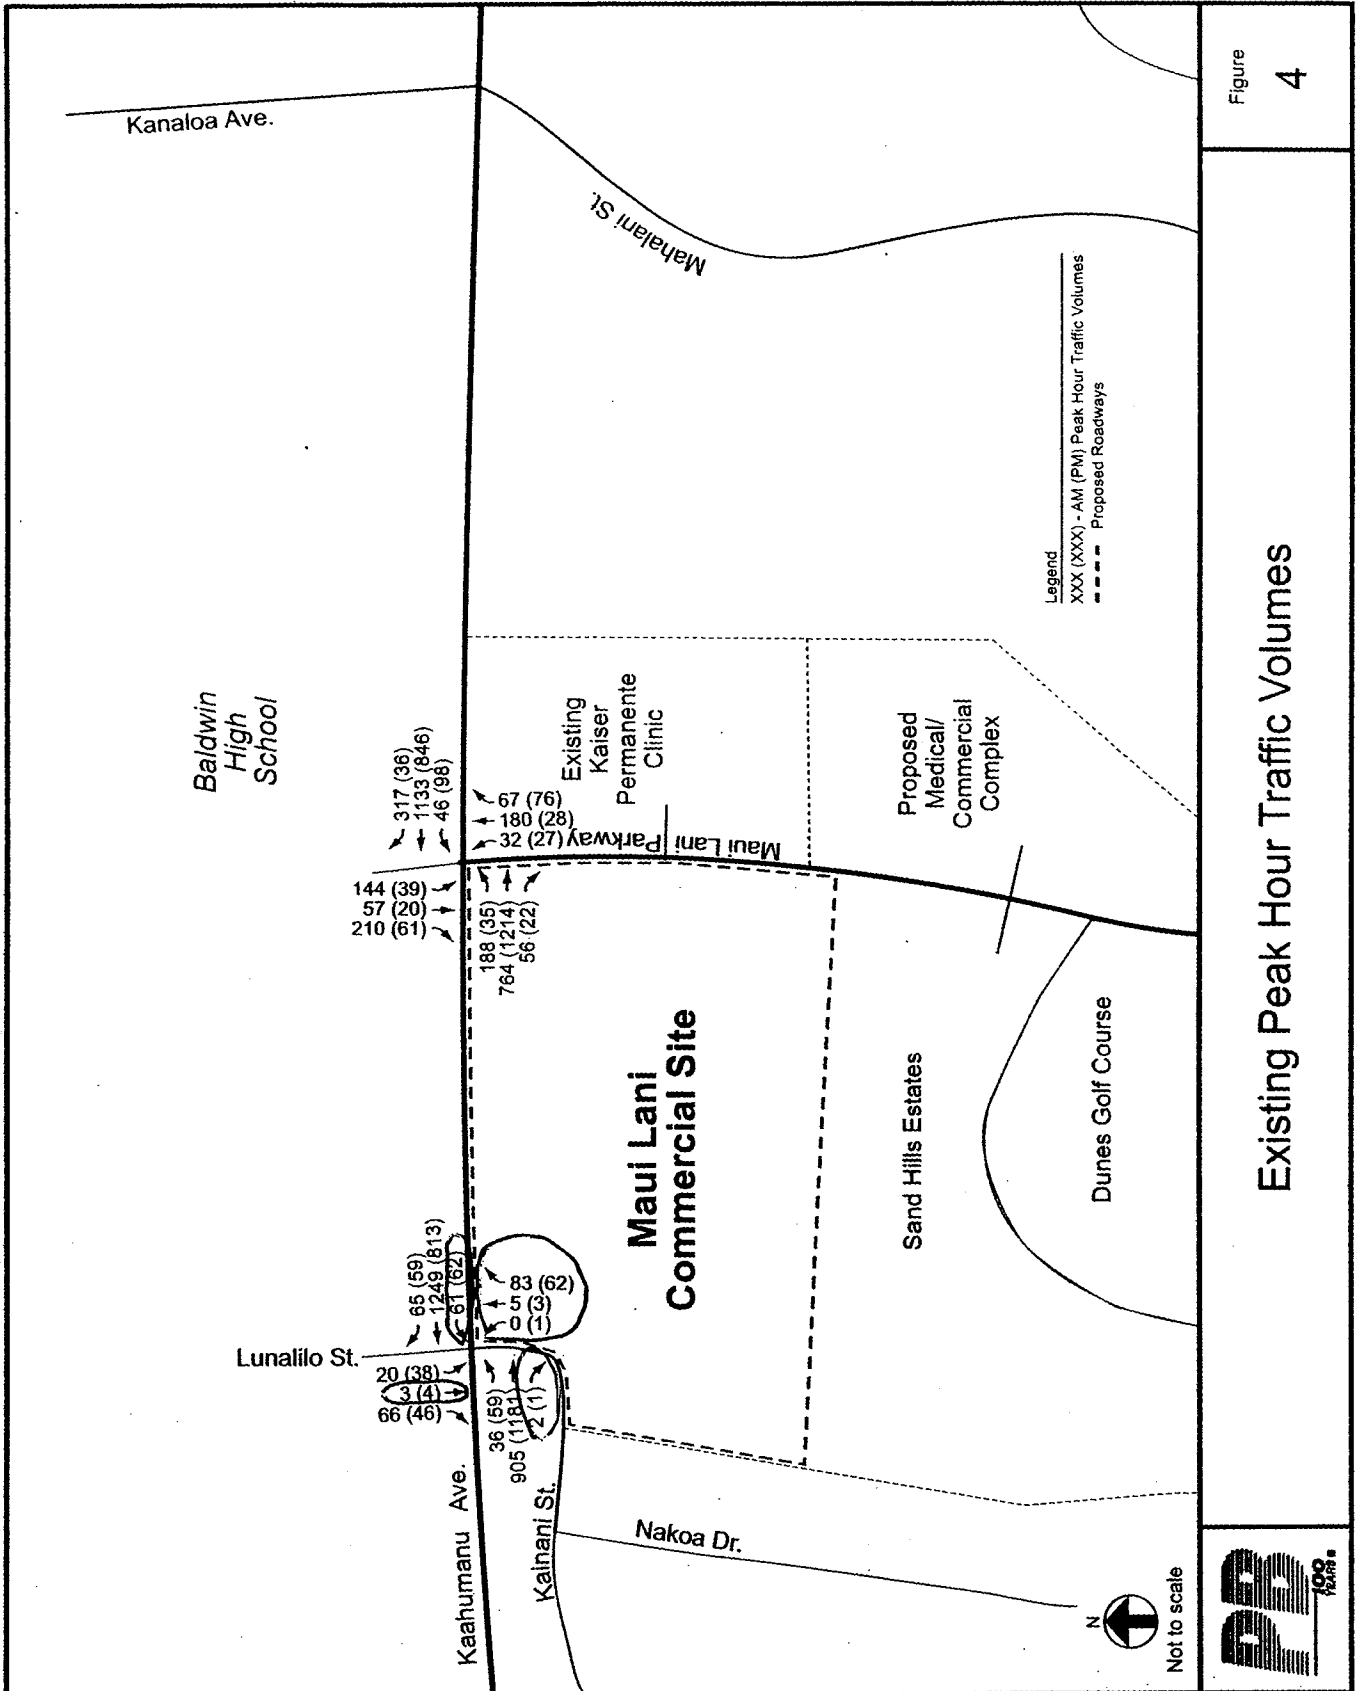 Kanaloa Ave.
Mahalani St.
Baldwin
High
School
317 (36)
1133 (846)
46 (98)
67 (76)
180 (28)
32 (27)
144 (39)
57 (20)
210 (61)
188 (35)
764 (1214)
56 (22)
Maui Lani
Parkway
Existing
Kaiser
Permanente
Clinic
Proposed
Medical/
Commercial
Complex
Legend
XXX (XXX) - AM (PM) Peak Hour Traffic Volumes
Proposed Roadways
Maui Lani
Commercial Site
Sand Hills Estates
Dunes Golf Course
65 (59)
1249 (813)
61 (62)
83 (62)
5 (3)
0 (1)
Lunalilo St.
20 (38)
3 (4)
66 (46)
36 (59)
905 (1181)
2 (1)
Kaahumanu Ave.
Kainani St.
Nakoa Dr.
N
Not to scale
PB
100
YEARS
Existing Peak Hour Traffic Volumes
Figure
4